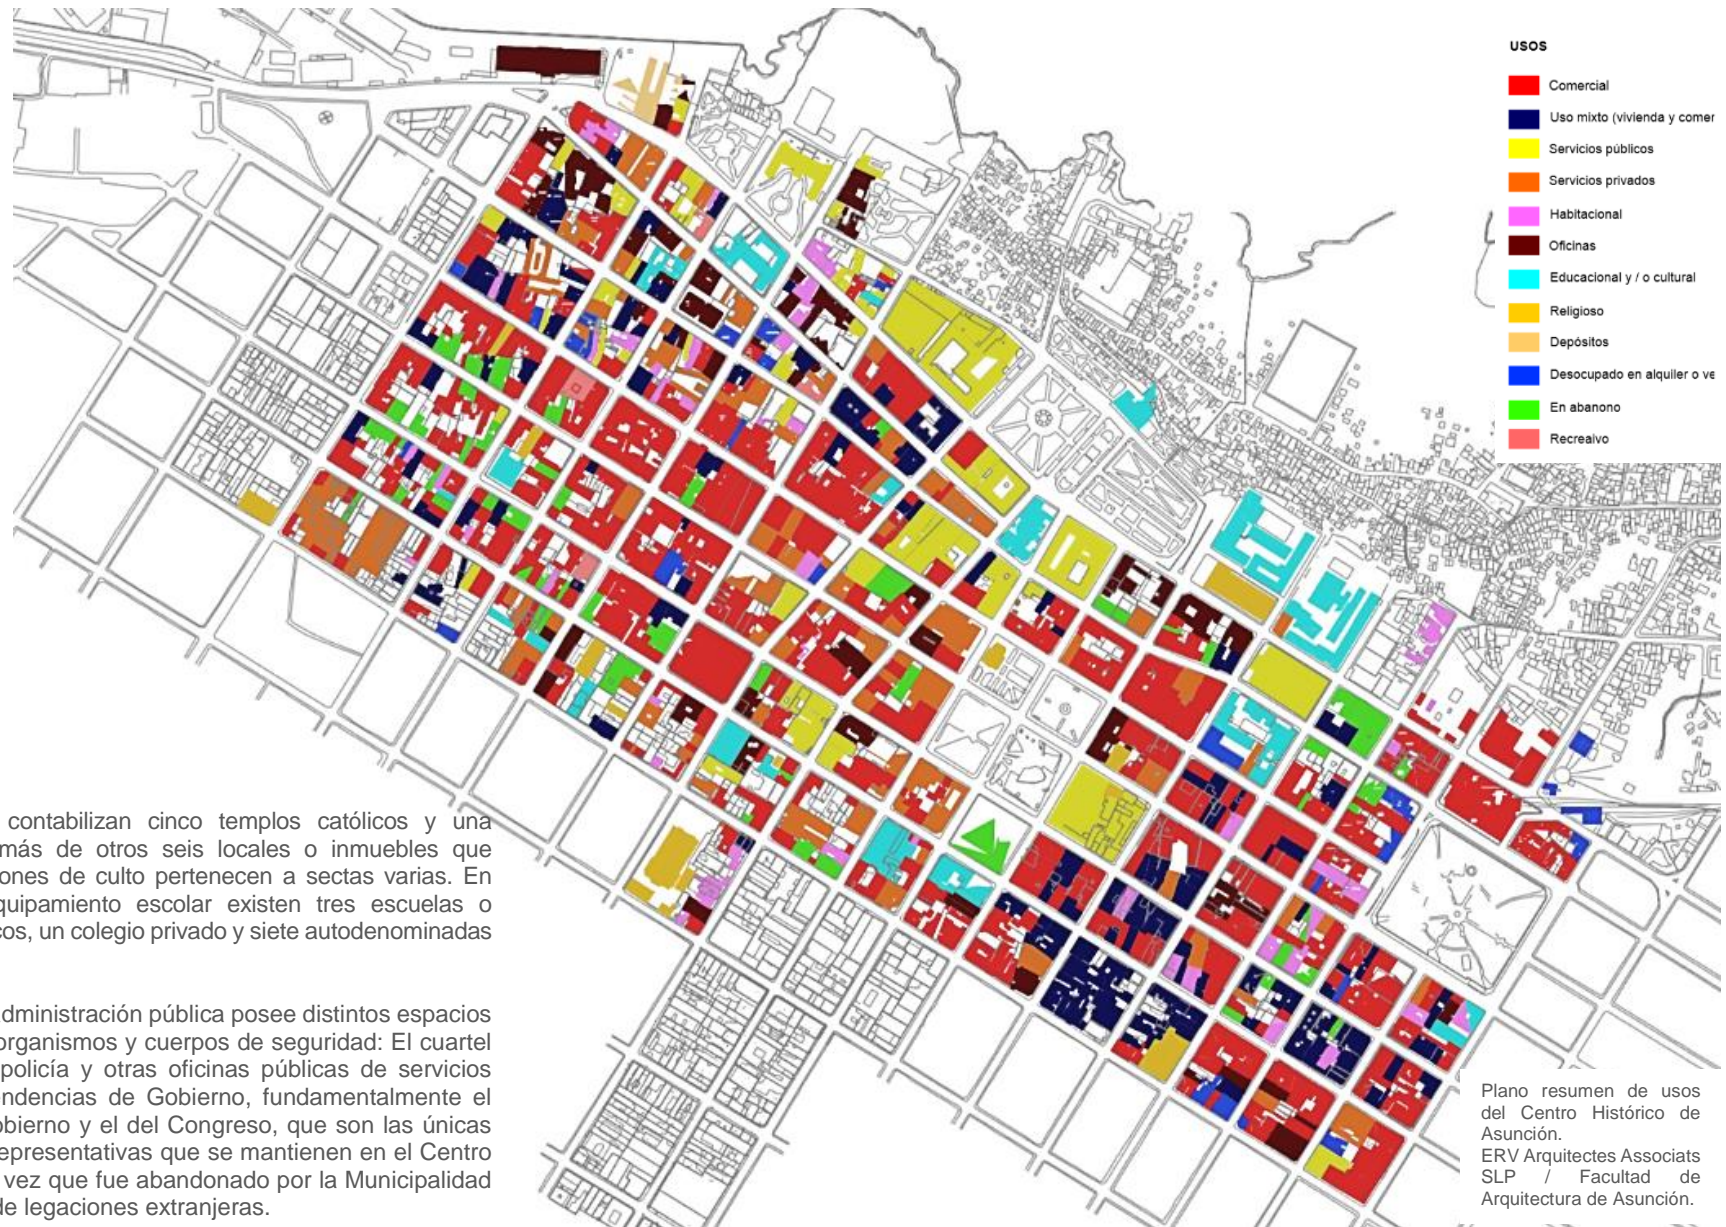 USOS
Comercial
Uso mixto (vivienda y comer
Servicios públicos
Servicios privados
Habitacional
Oficinas
Educacional y / o cultural
Religioso
Depósitos
Desocupado en alquiler o ve
En abanono
Recreaivo
contabilizan cinco templos católicos y una
más de otros seis locales o inmuebles que
iones de culto pertenecen a sectas varias. En
quipamiento escolar existen tres escuelas o
cos, un colegio privado y siete autodenominadas
dministración pública posee distintos espacios
organismos y cuerpos de seguridad: El cuartel
policía y otras oficinas públicas de servicios
endencias de Gobierno, fundamentalmente el
obierno y el del Congreso, que son las únicas
epresentativas que se mantienen en el Centro
vez que fue abandonado por la Municipalidad
de legaciones extranjeras.
Plano resumen de usos
del Centro Histórico de
Asunción.
ERV Arquitectes Associats
SLP / Facultad de
Arquitectura de Asunción.